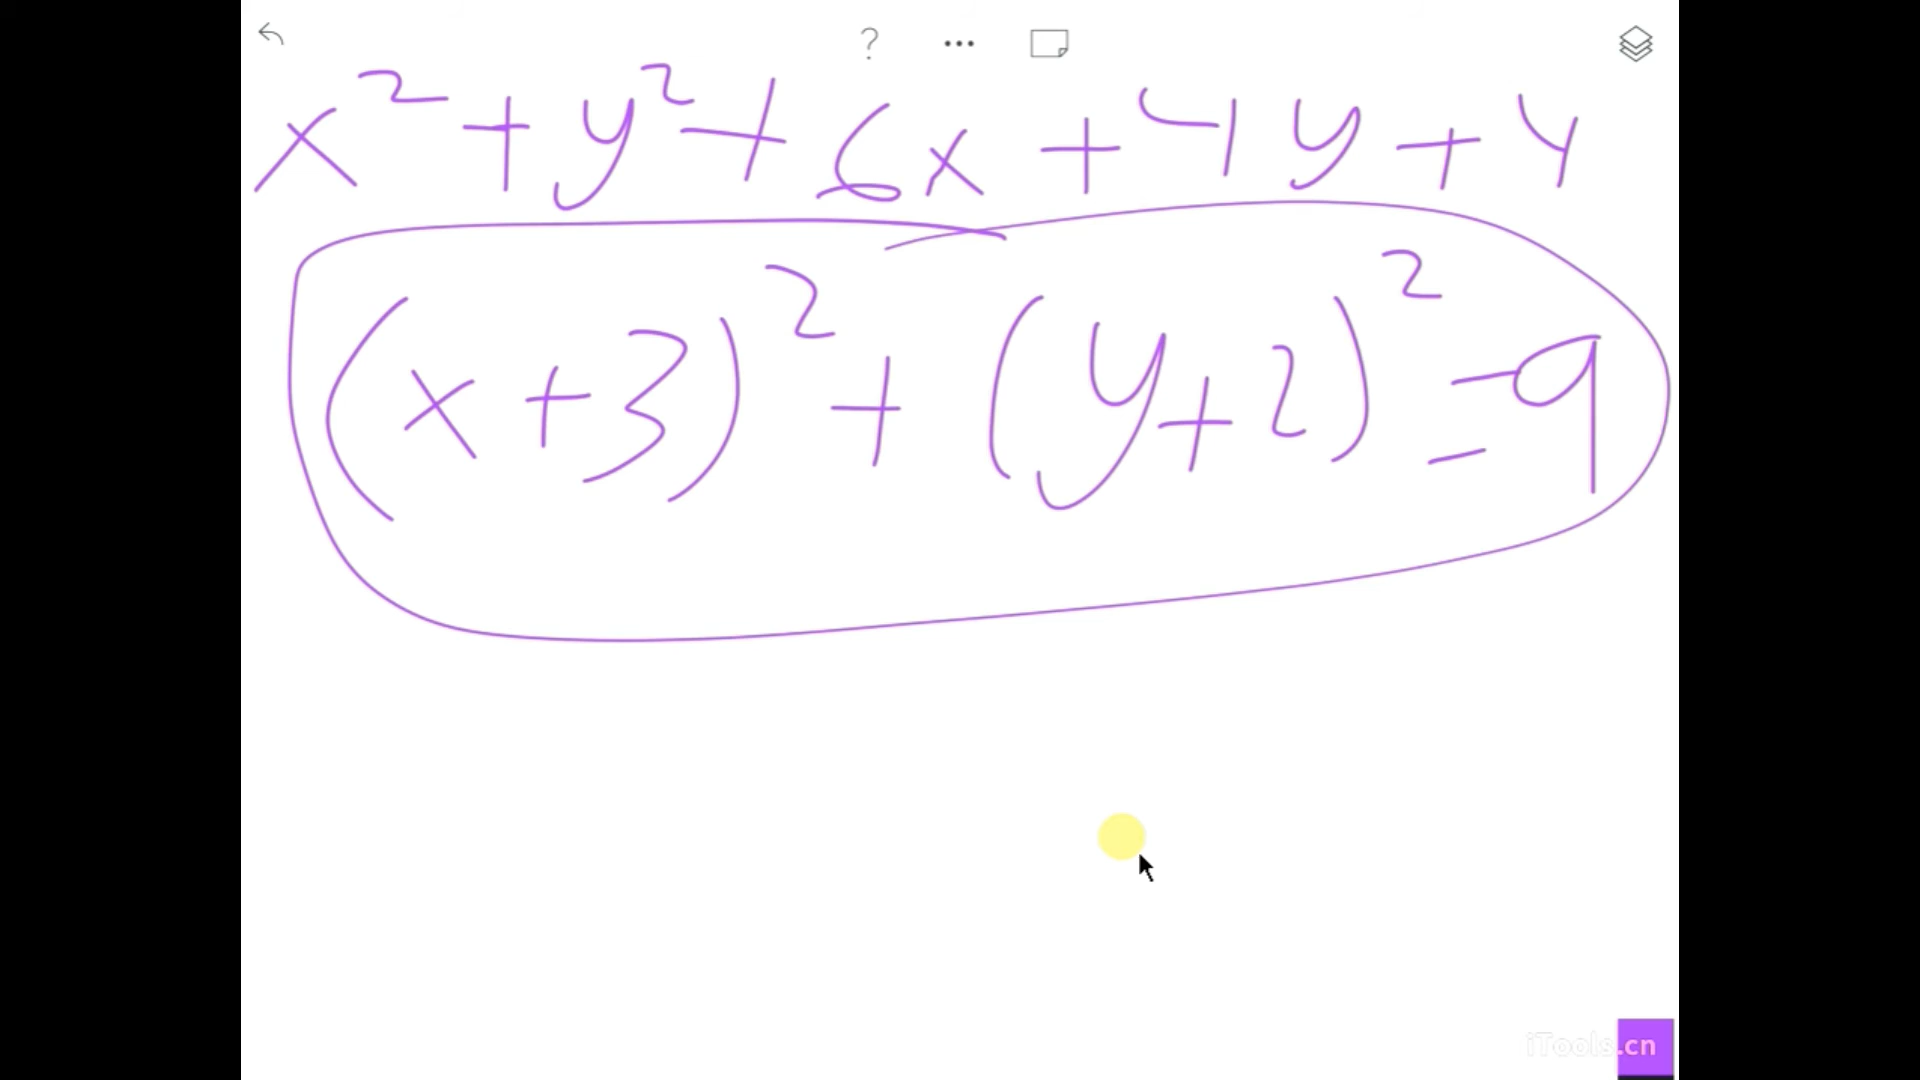 x² + y² + 6x + 4y + 4
(x+3)² + (y+2)² = 9
iTools.cn